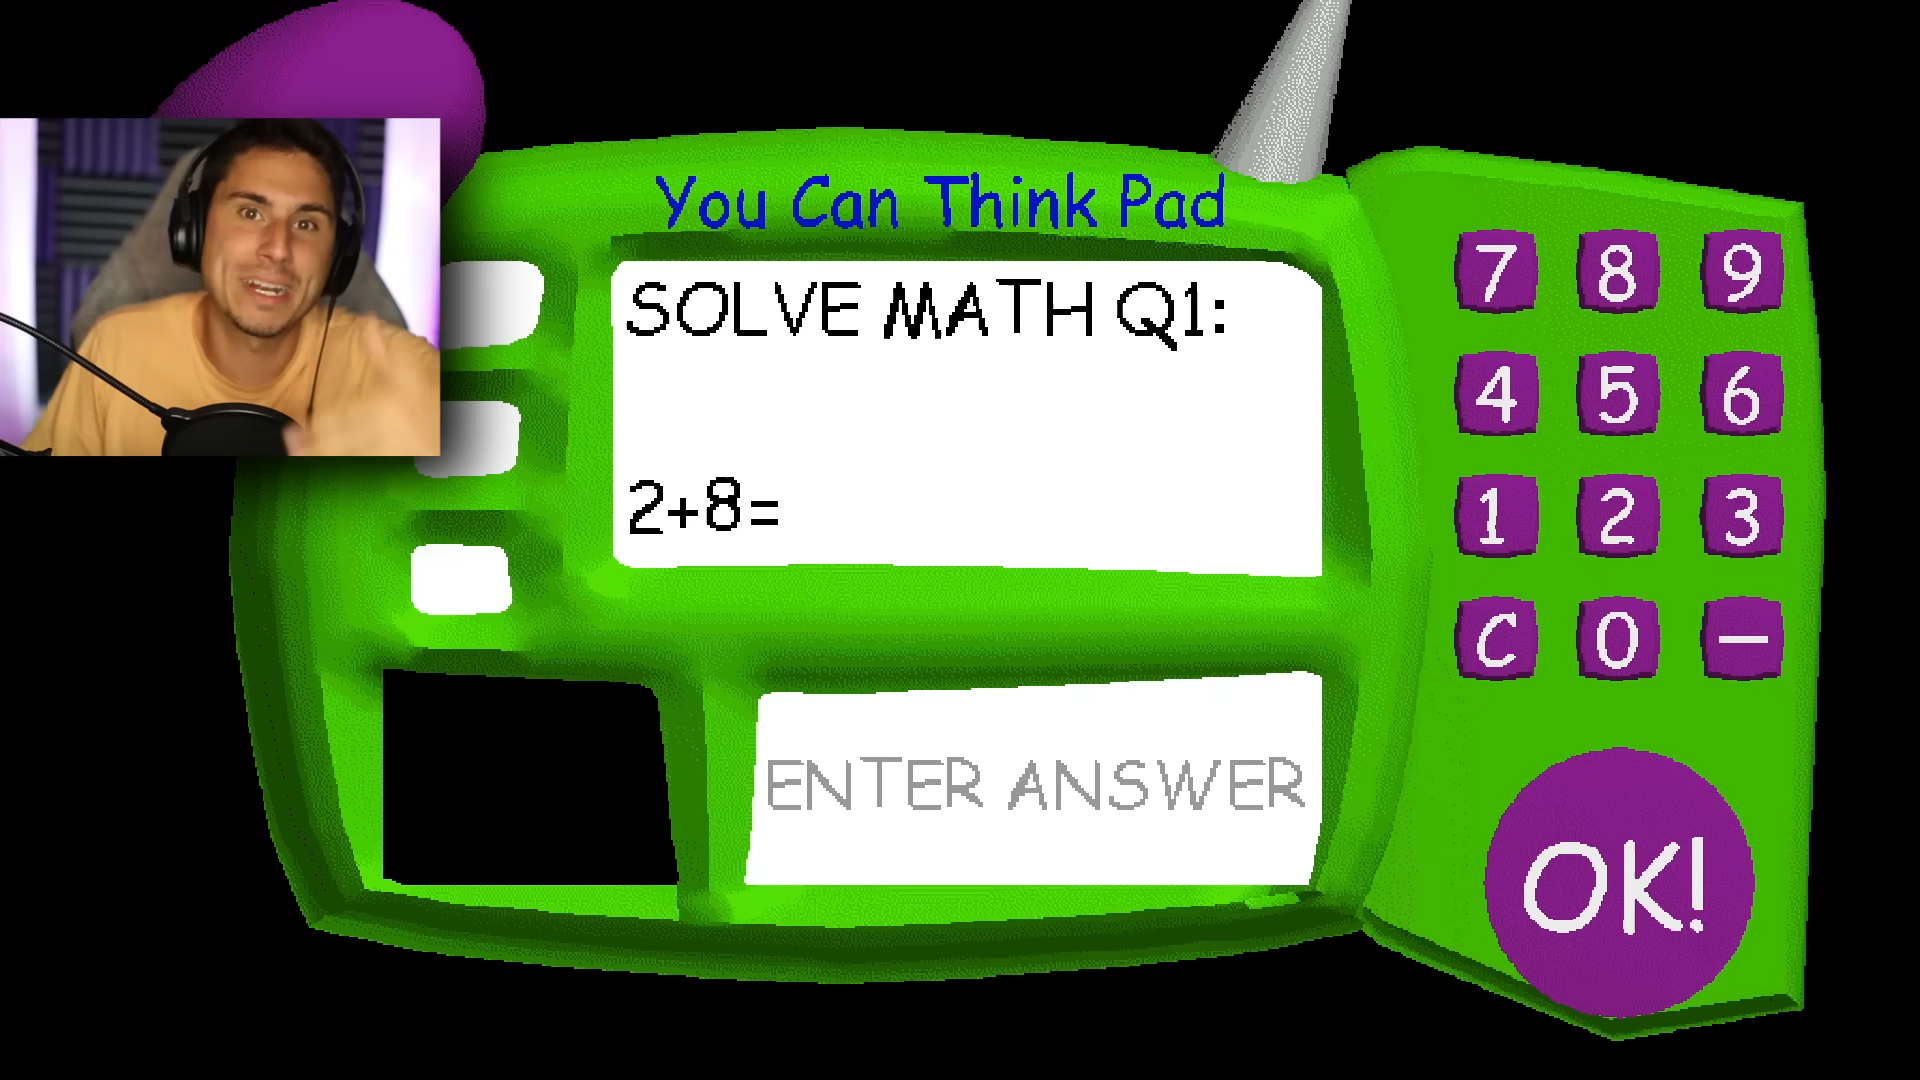 You Can Think Pad
SOLVE MATH Q1:
2+8=
ENTER ANSWER
7 8 9
4 5 6
1 2 3
C 0 —
OK!